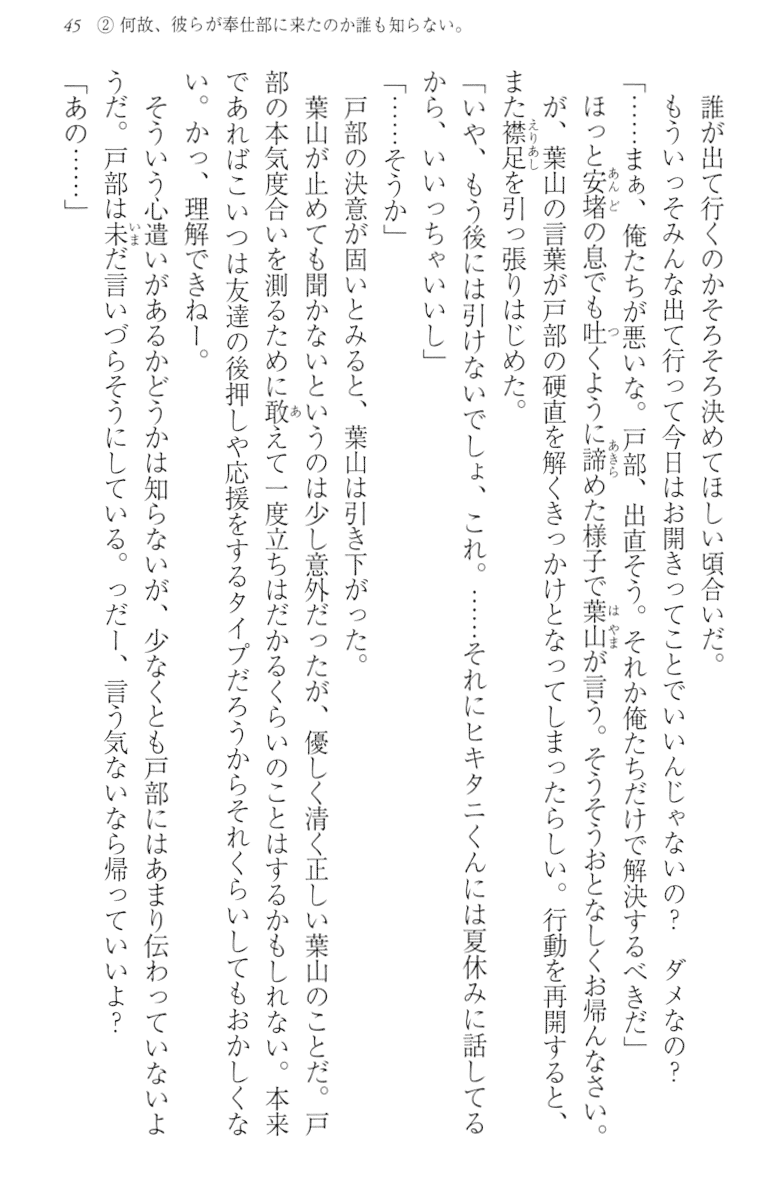 45 ② 何故、彼らが奉仕部に来たのか誰も知らない。
誰が出て行くのかそろそろ決めてほしい頃合いだ。
もういっそみんな出て行って今日はお開きってことでいいんじゃないの？　ダメなの？
「……まぁ、俺たちが悪いな。戸部、出直そう。それか俺たちだけで解決するべきだ」
ほっと安堵の息でも吐くように諦めた様子で葉山が言う。そうそうおとなしくお帰んなさい。
が、葉山の言葉が戸部の硬直を解くきっかけとなってしまったらしい。行動を再開すると、
また襟足を引っ張りはじめた。
「いや、もう後には引けないでしょ、これ。……それにヒキタニくんには夏休みに話してる
から、いいっちゃいいし」
「……そうか」
戸部の決意が固いとみると、葉山は引き下がった。
葉山が止めても聞かないというのは少し意外だったが、優しく清く正しい葉山のことだ。戸
部の本気度合いを測るために敢えて一度立ちはだかるくらいのことはするかもしれない。本来
であればこいつは友達の後押しや応援をするタイプだろうからそれくらいしてもおかしくな
い。かっ、理解できねー。
そういう心遣いがあるかどうかは知らないが、少なくとも戸部にはあまり伝わっていないよ
うだ。戸部は未だ言いづらそうにしている。っだー、言う気ないなら帰っていいよ？
「あの……」